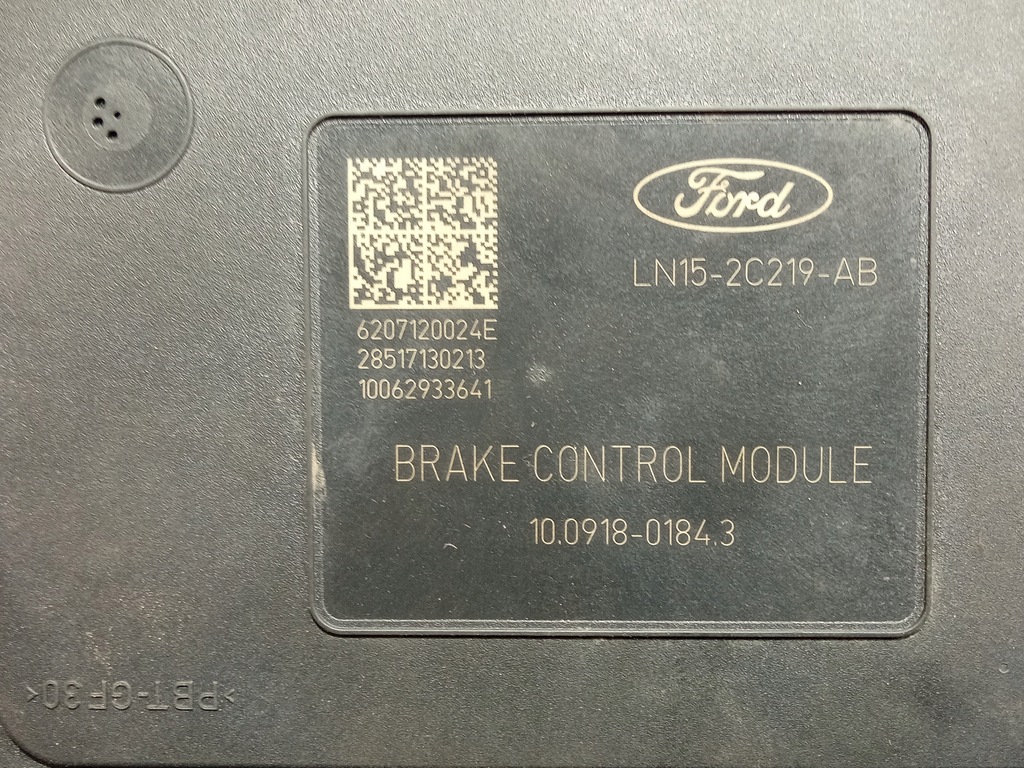 Ford
LN15-2C219-AB
6207120024E
28517130213
10062933641
BRAKE CONTROL MODULE
10.0918-0184.3
>PBT-GF30<